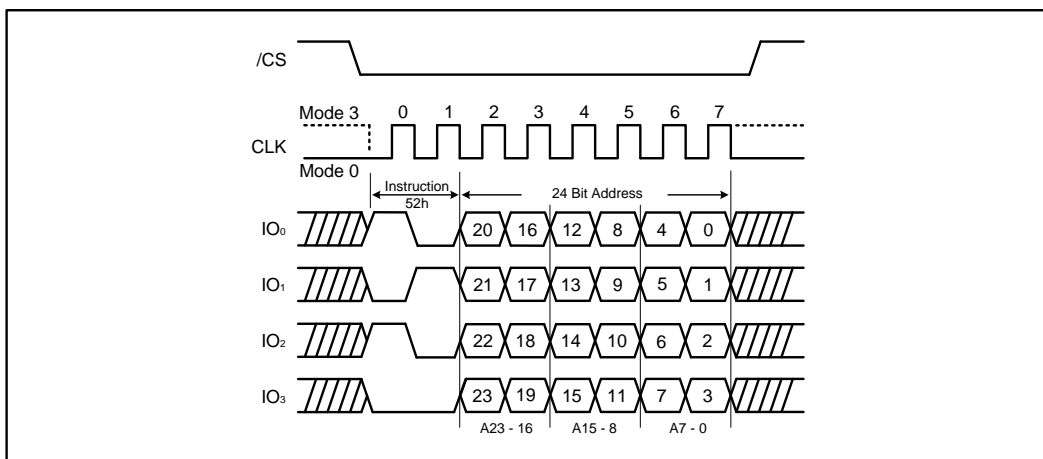 /CS
Mode 3 0 1 2 3 4 5 6 7
CLK
Mode 0
Instruction 24 Bit Address
52h
IO₀ 20 16 12 8 4 0
IO₁ 21 17 13 9 5 1
IO₂ 22 18 14 10 6 2
IO₃ 23 19 15 11 7 3
A23 - 16 A15 - 8 A7 - 0